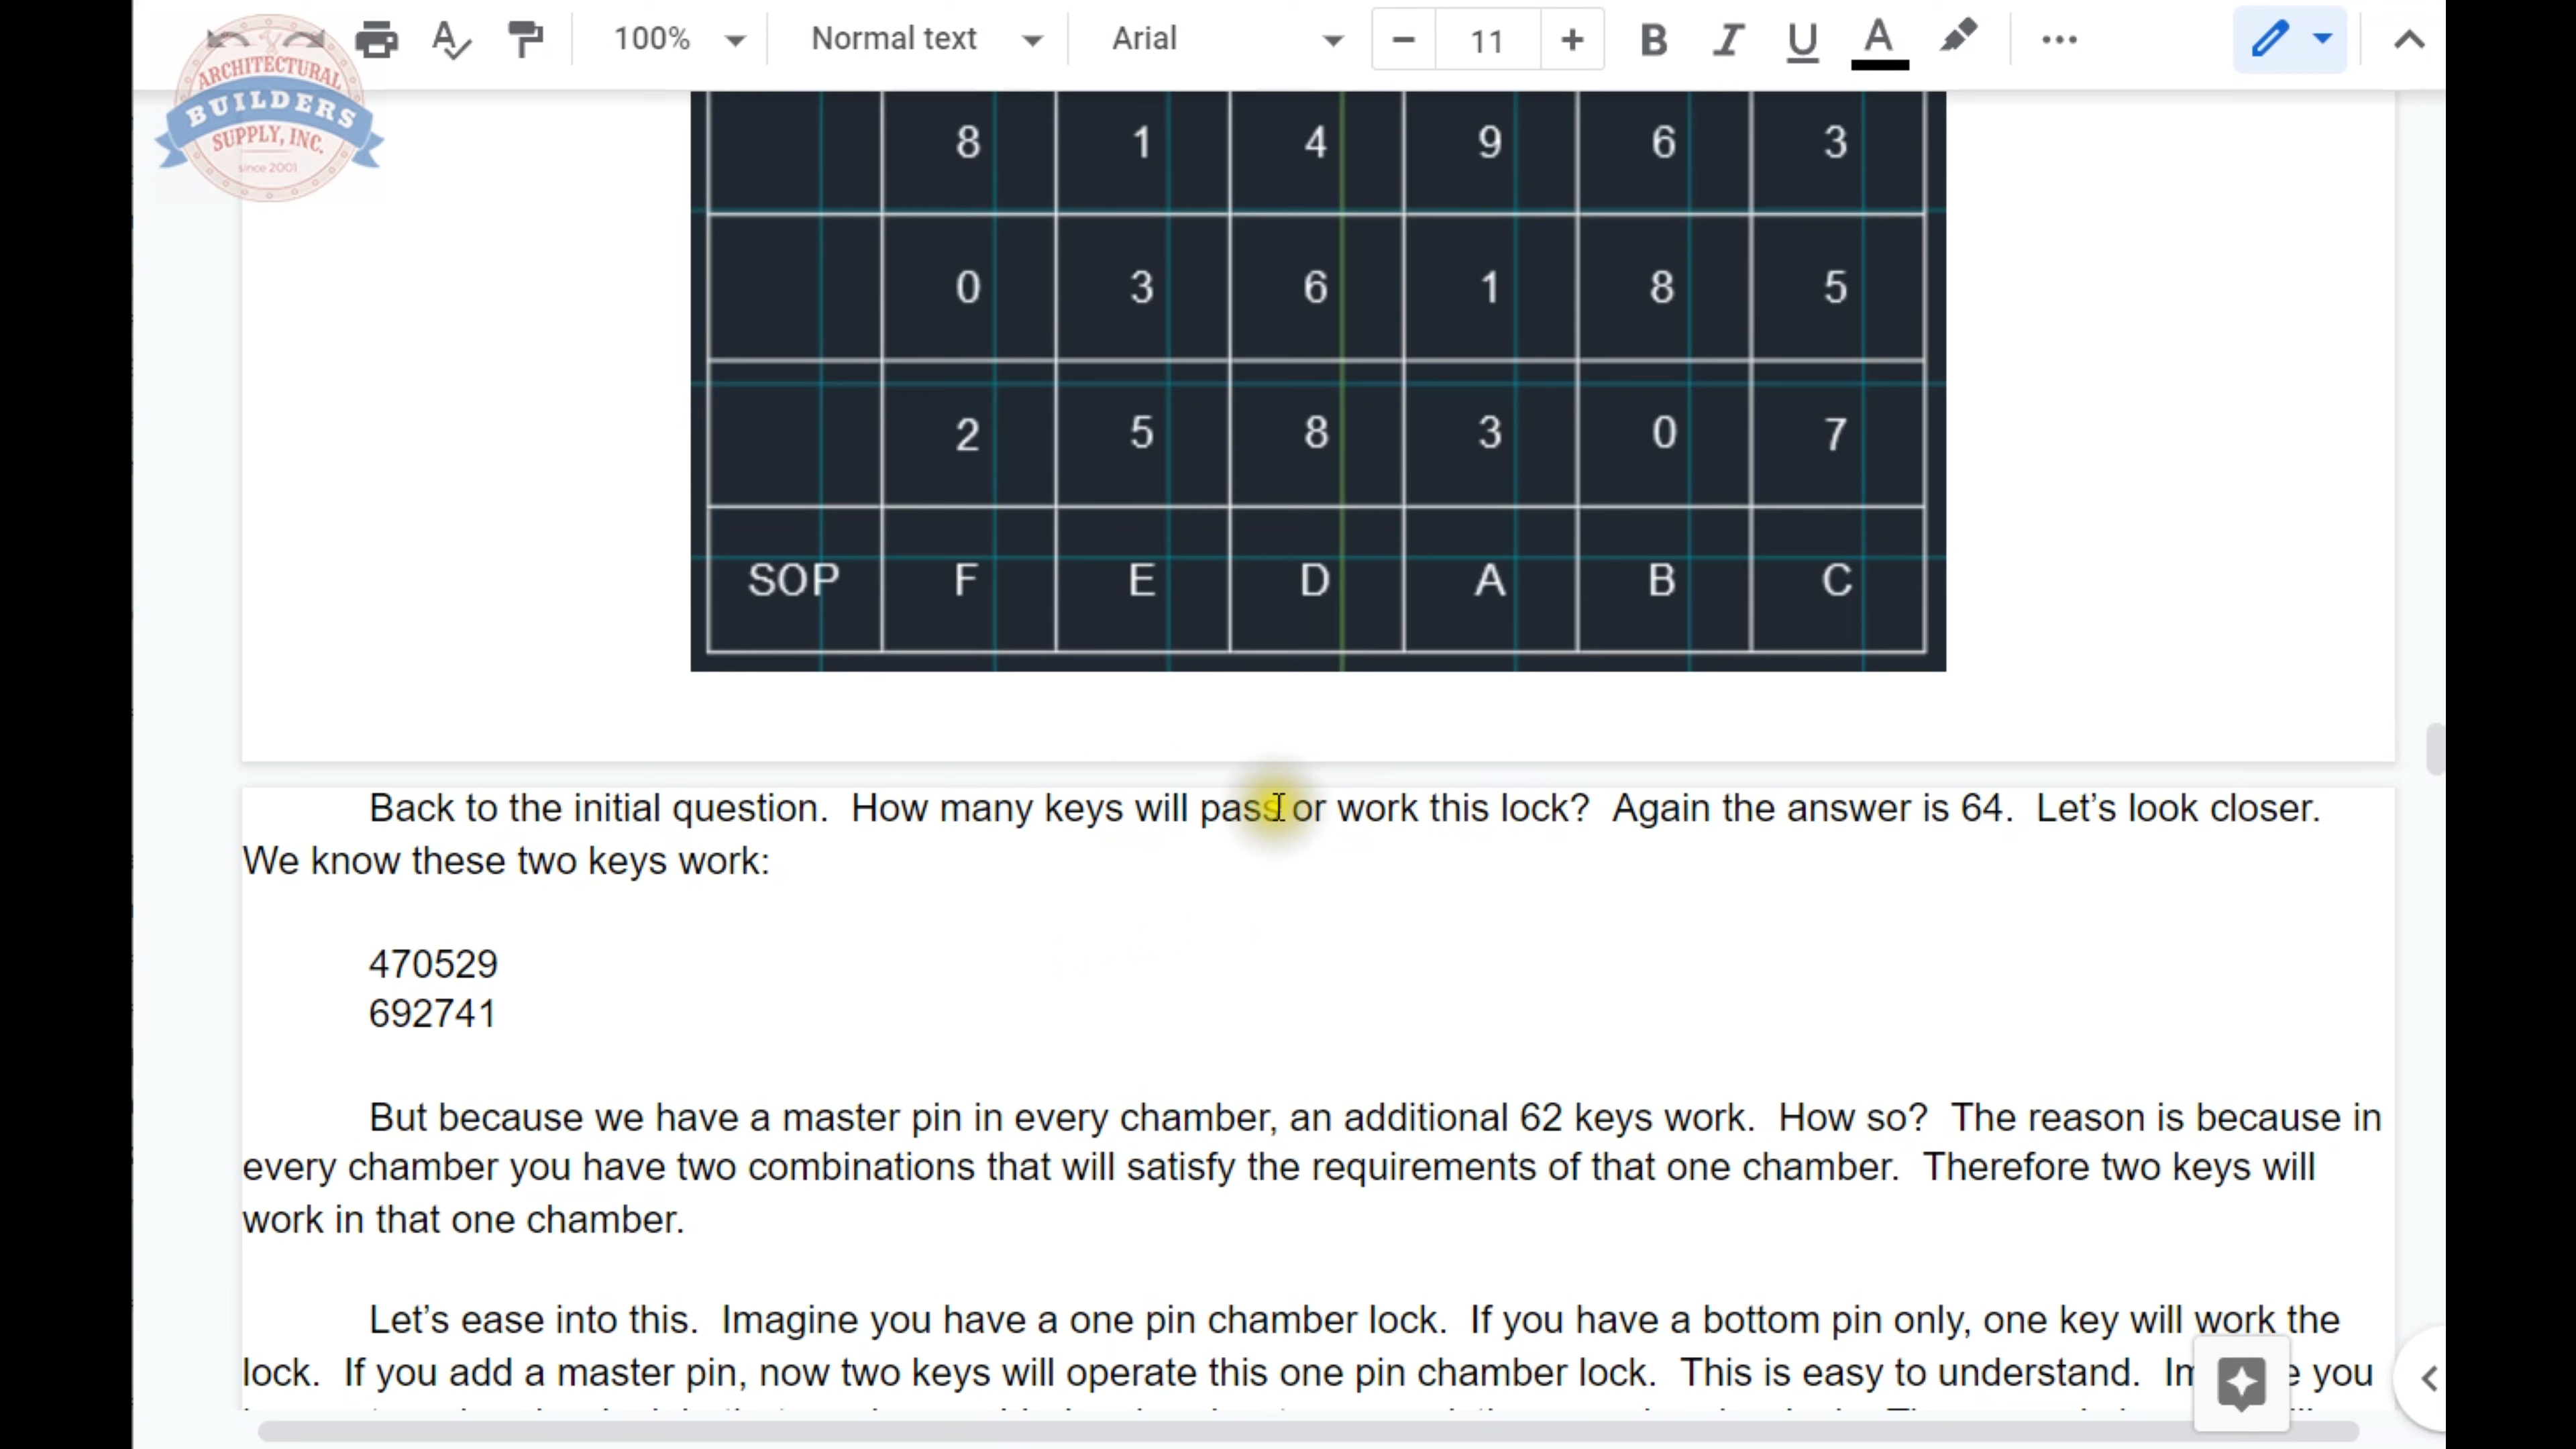 100% Normal text Arial 11 B I U A
ARCHITECTURAL
BUILDERS
SUPPLY, INC.
since 2001
8 1 4 9 6 3
0 3 6 1 8 5
2 5 8 3 0 7
SOP F E D A B C
Back to the initial question. How many keys will pass or work this lock? Again the answer is 64. Let’s look closer.
We know these two keys work:
470529
692741
But because we have a master pin in every chamber, an additional 62 keys work. How so? The reason is because in
every chamber you have two combinations that will satisfy the requirements of that one chamber. Therefore two keys will
work in that one chamber.
Let’s ease into this. Imagine you have a one pin chamber lock. If you have a bottom pin only, one key will work the
lock. If you add a master pin, now two keys will operate this one pin chamber lock. This is easy to understand. you